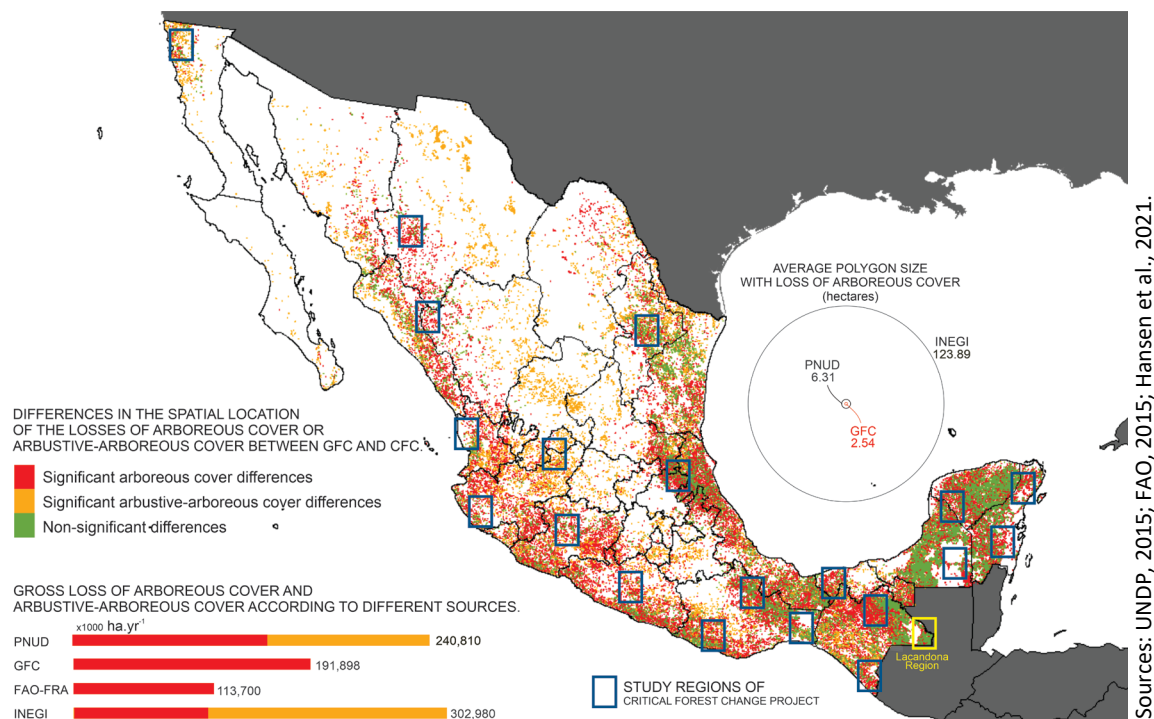 AVERAGE POLYGON SIZE
WITH LOSS OF ARBOREOUS COVER
(hectares)
INEGI
123.89
PNUD
6.31
GFC
2.54
DIFFERENCES IN THE SPATIAL LOCATION
OF THE LOSSES OF ARBOREOUS COVER OR
ARBUSTIVE-ARBOREOUS COVER BETWEEN GFC AND CFC.
Significant arboreous cover differences
Significant arbustive-arboreous cover differences
Non-significant differences
GROSS LOSS OF ARBOREOUS COVER AND
ARBUSTIVE-ARBOREOUS COVER ACCORDING TO DIFFERENT SOURCES.
x1000 ha.yr⁻¹
PNUD 240,810
GFC 191,898
FAO-FRA 113,700
INEGI 302,980
Lacandona
Region
STUDY REGIONS OF
CRITICAL FOREST CHANGE PROJECT
Sources: UNDP, 2015; FAO, 2015; Hansen et al., 2021.